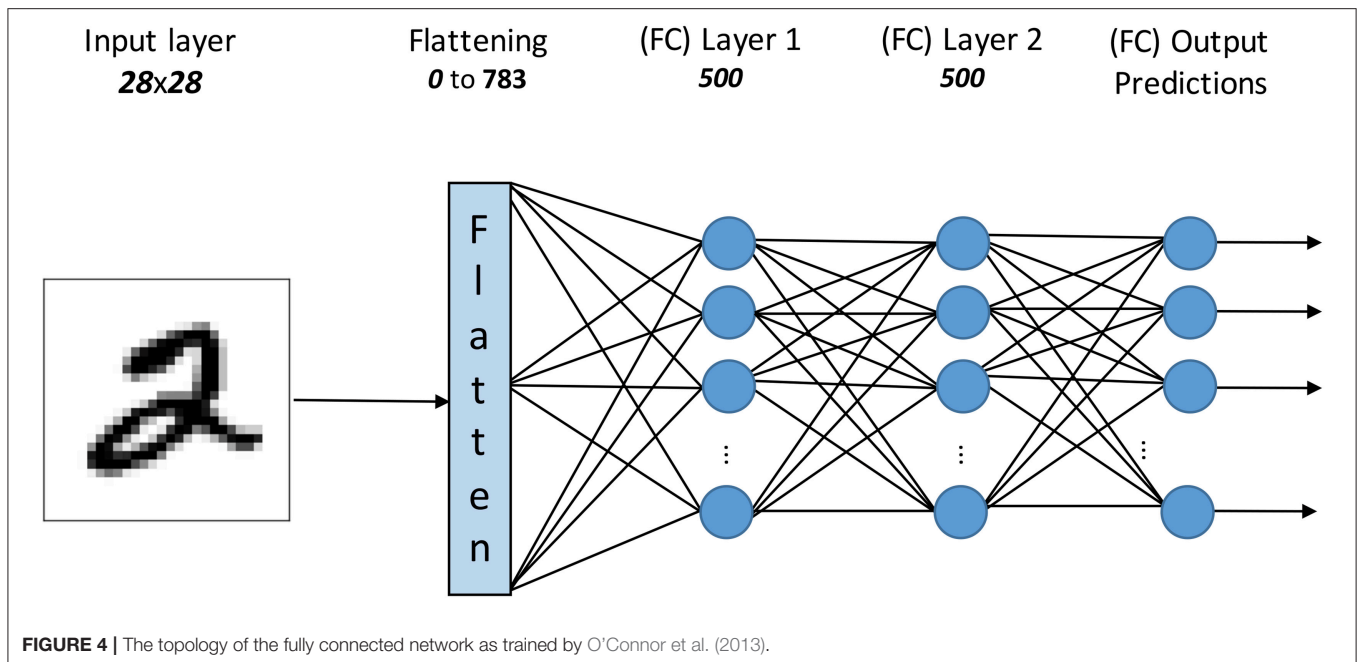 Input layer
28x28
Flattening
0 to 783
(FC) Layer 1
500
(FC) Layer 2
500
(FC) Output
Predictions
F
l
a
t
t
e
n
...
...
...
FIGURE 4 | The topology of the fully connected network as trained by O'Connor et al. (2013).